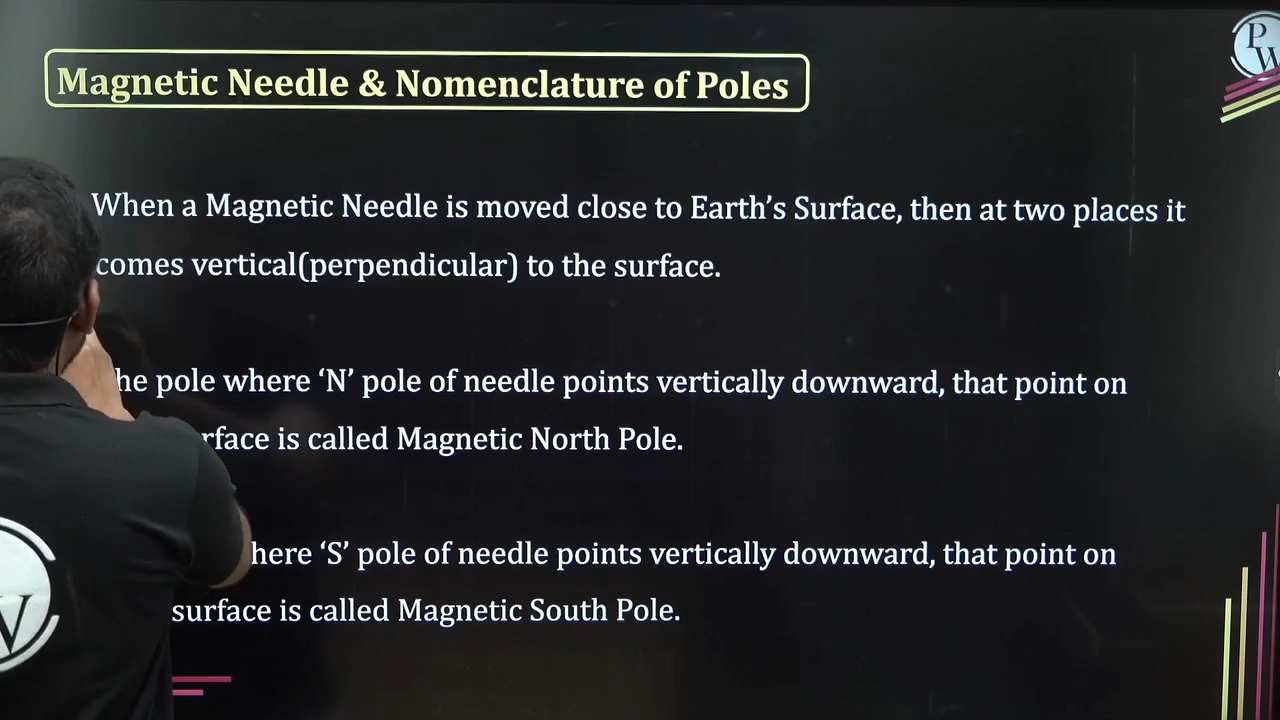 Magnetic Needle & Nomenclature of Poles
PW
When a Magnetic Needle is moved close to Earth's Surface, then at two places it
comes vertical(perpendicular) to the surface.
he pole where 'N' pole of needle points vertically downward, that point on
rface is called Magnetic North Pole.
here 'S' pole of needle points vertically downward, that point on
surface is called Magnetic South Pole.
W